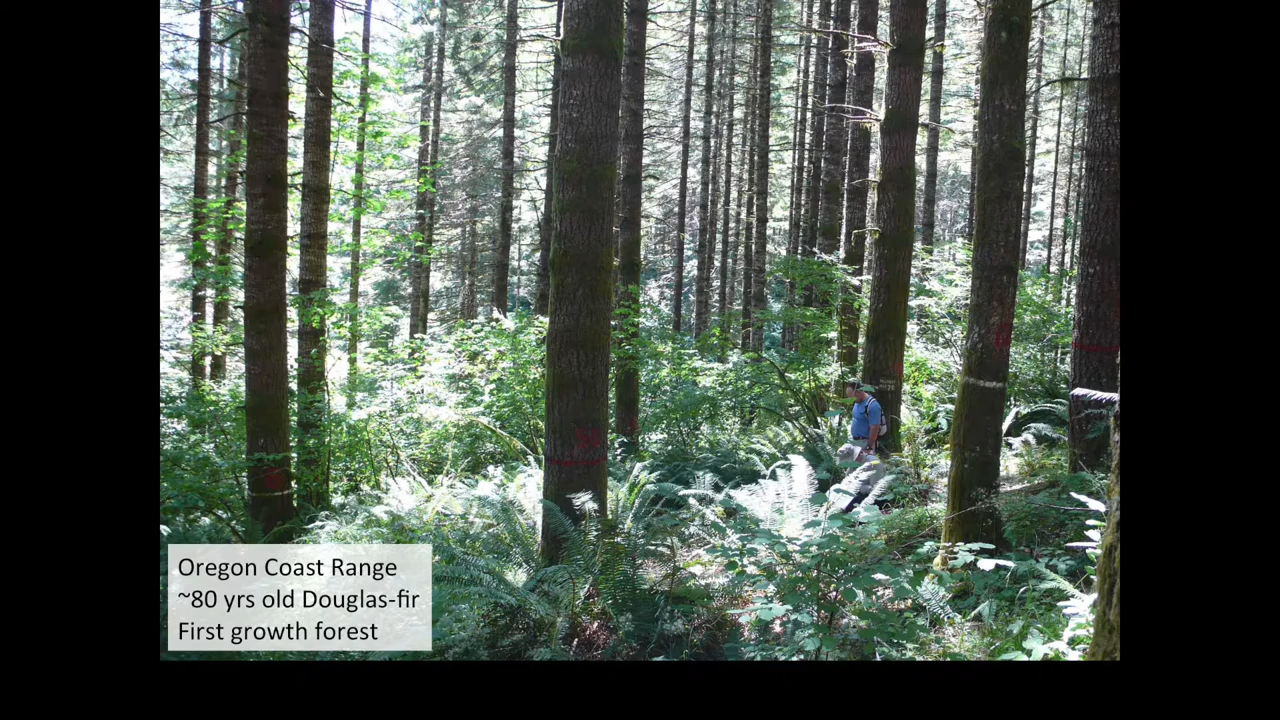 Oregon Coast Range
~80 yrs old Douglas-fir
First growth forest